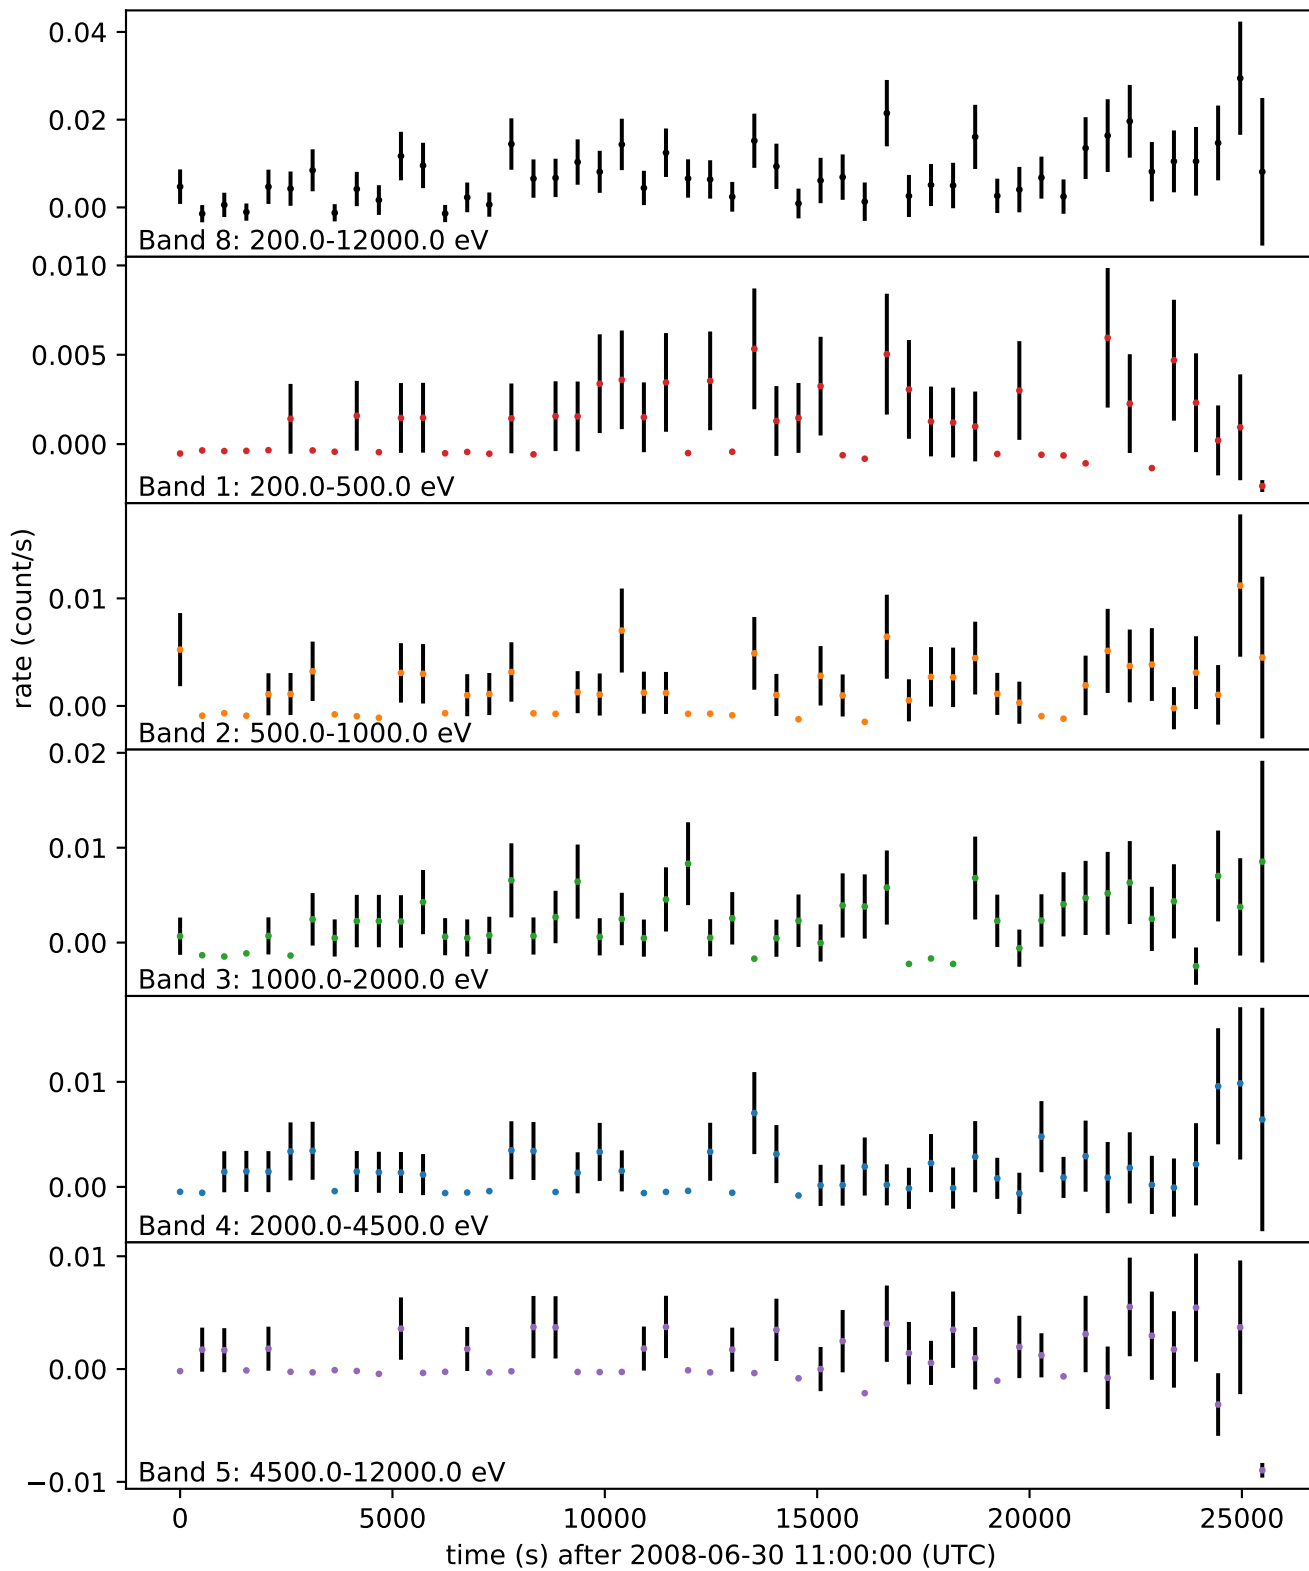 0.04
0.02
0.00
Band 8: 200.0-12000.0 eV
0.010
0.005
0.000
Band 1: 200.0-500.0 eV
rate (count/s)
0.01
0.00
Band 2: 500.0-1000.0 eV
0.02
0.01
0.00
Band 3: 1000.0-2000.0 eV
0.01
0.00
Band 4: 2000.0-4500.0 eV
0.01
0.00
−0.01
Band 5: 4500.0-12000.0 eV
0 5000 10000 15000 20000 25000
time (s) after 2008-06-30 11:00:00 (UTC)